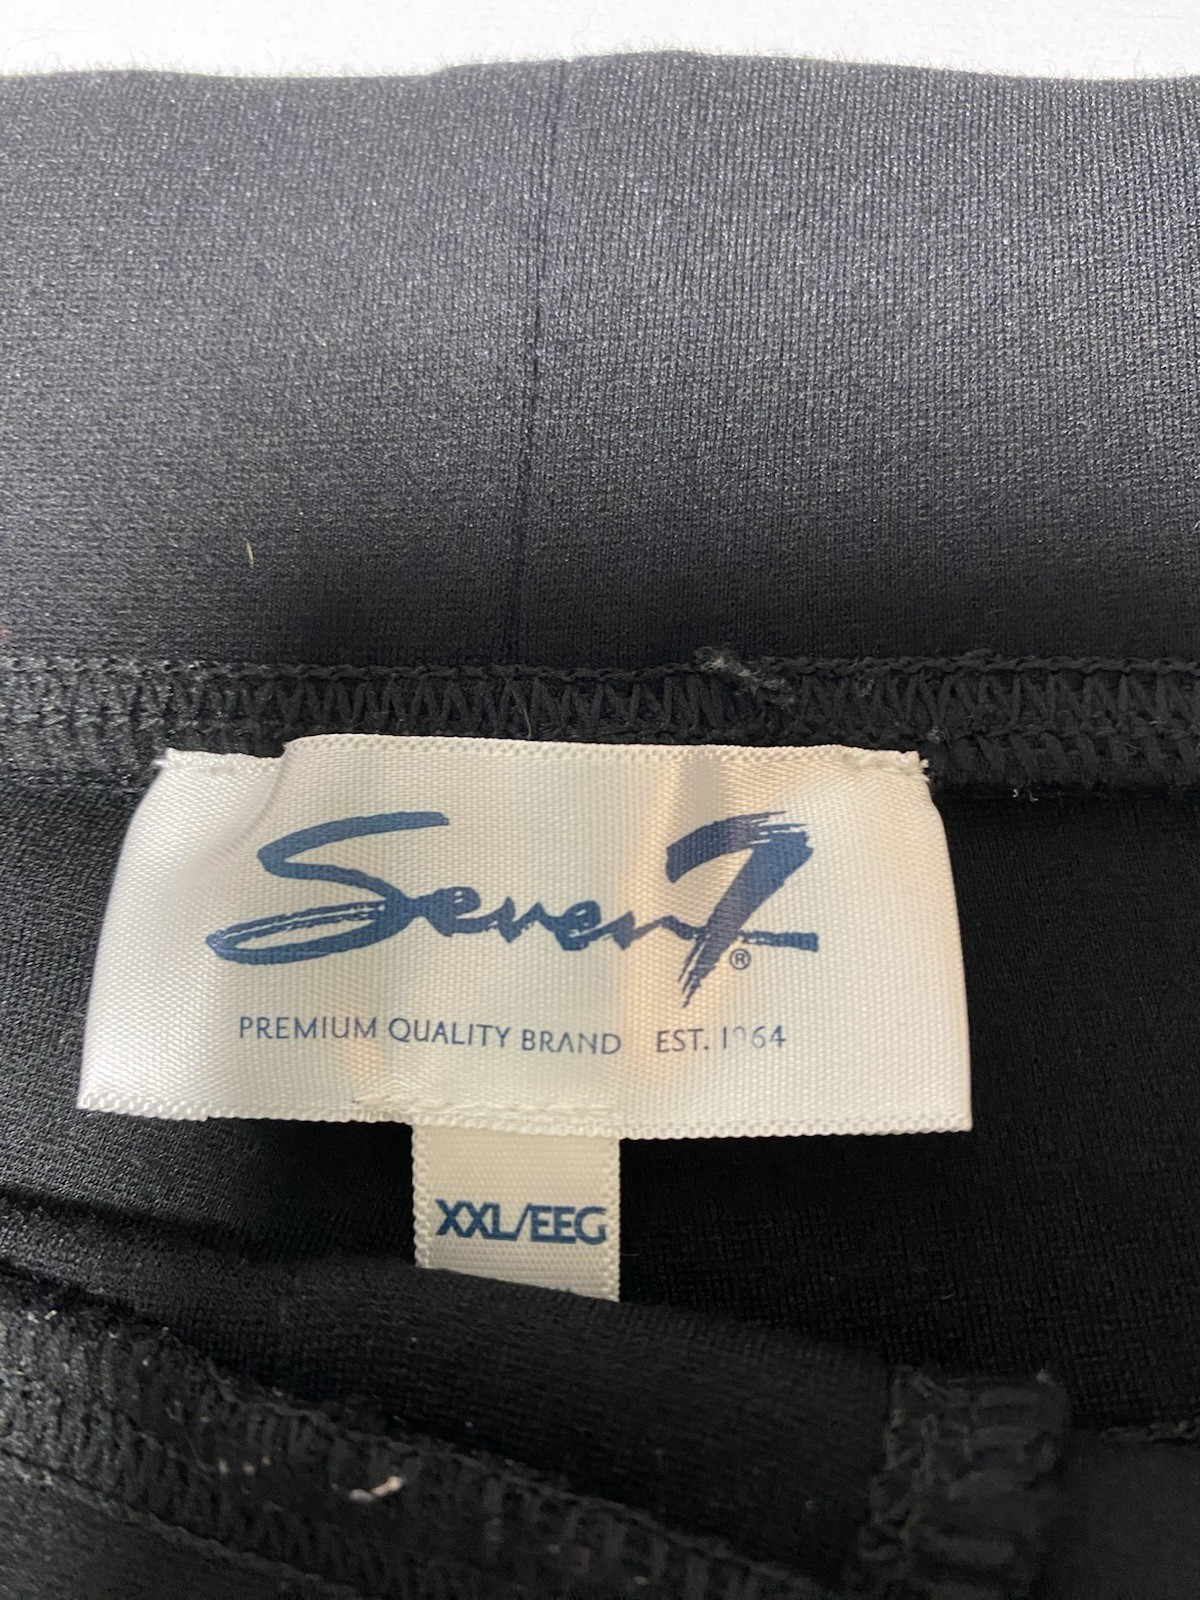 Seven7®
PREMIUM QUALITY BRAND EST. 1964
XXL/EEG